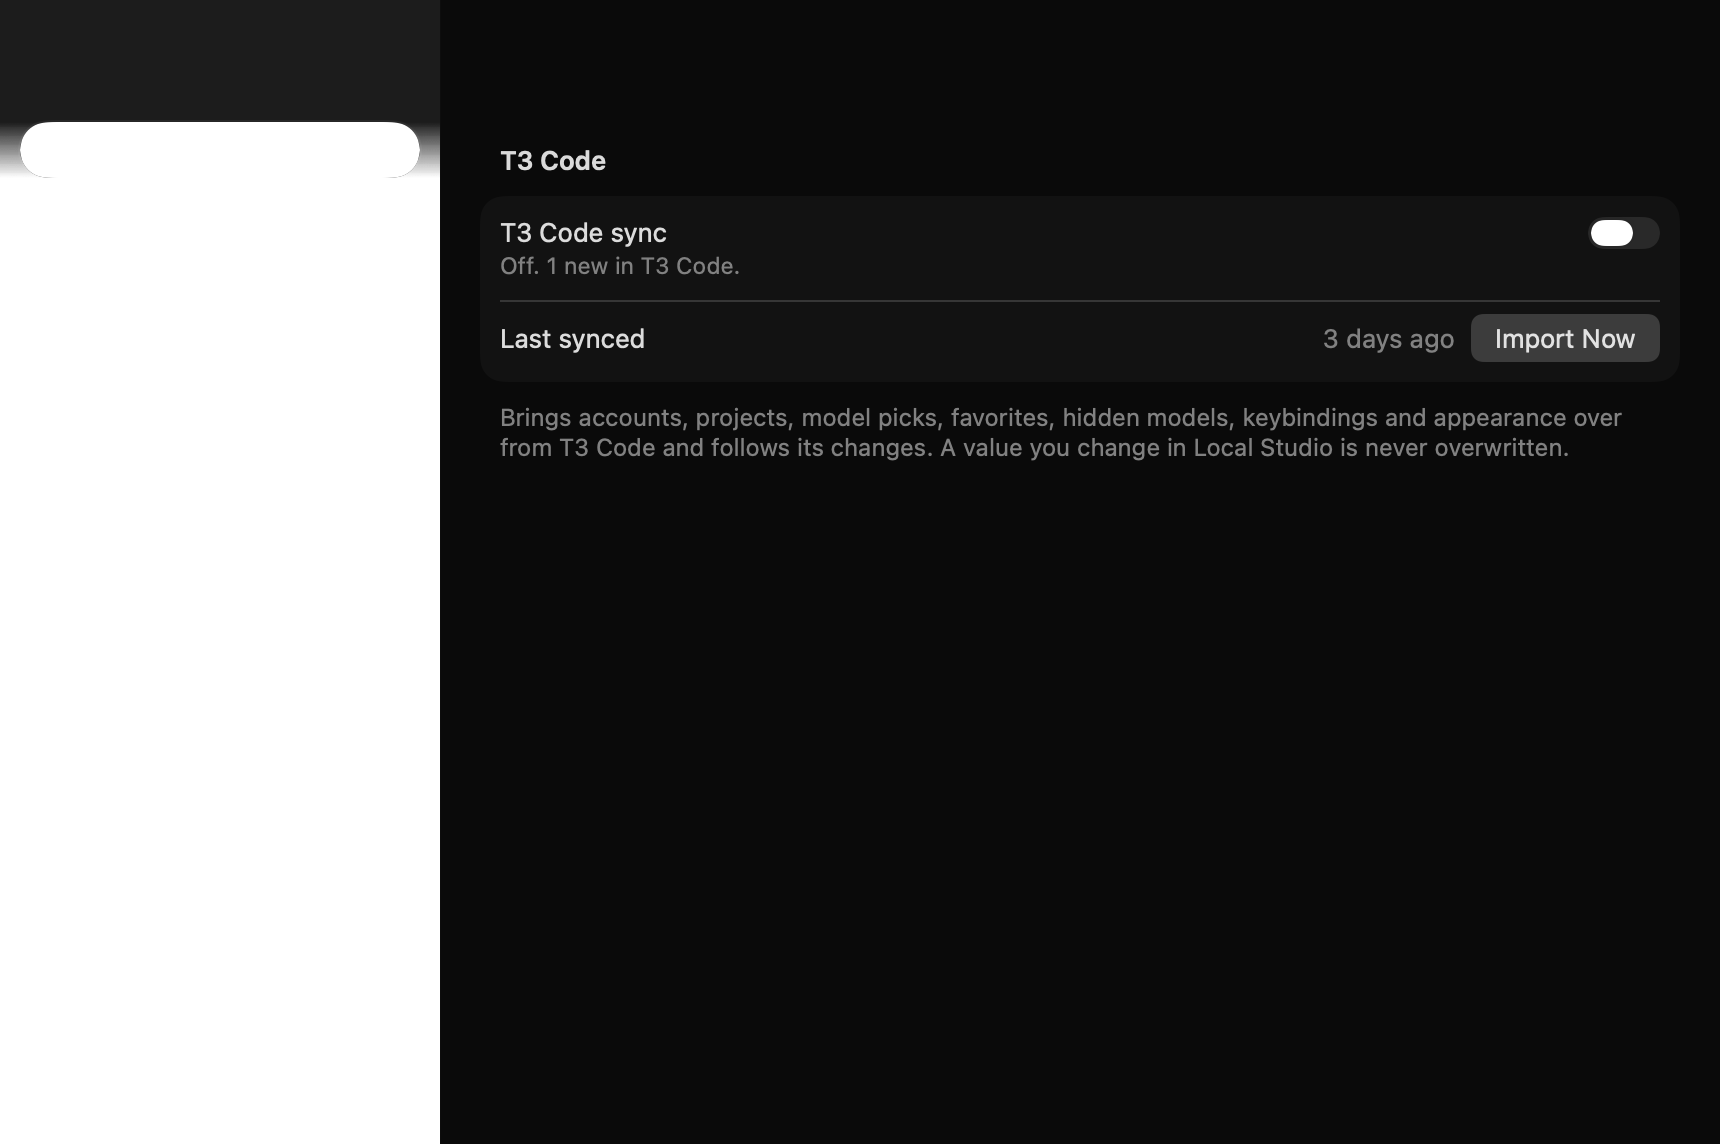 T3 Code
T3 Code sync
Off. 1 new in T3 Code.
Last synced
3 days ago
Import Now
Brings accounts, projects, model picks, favorites, hidden models, keybindings and appearance over
from T3 Code and follows its changes. A value you change in Local Studio is never overwritten.